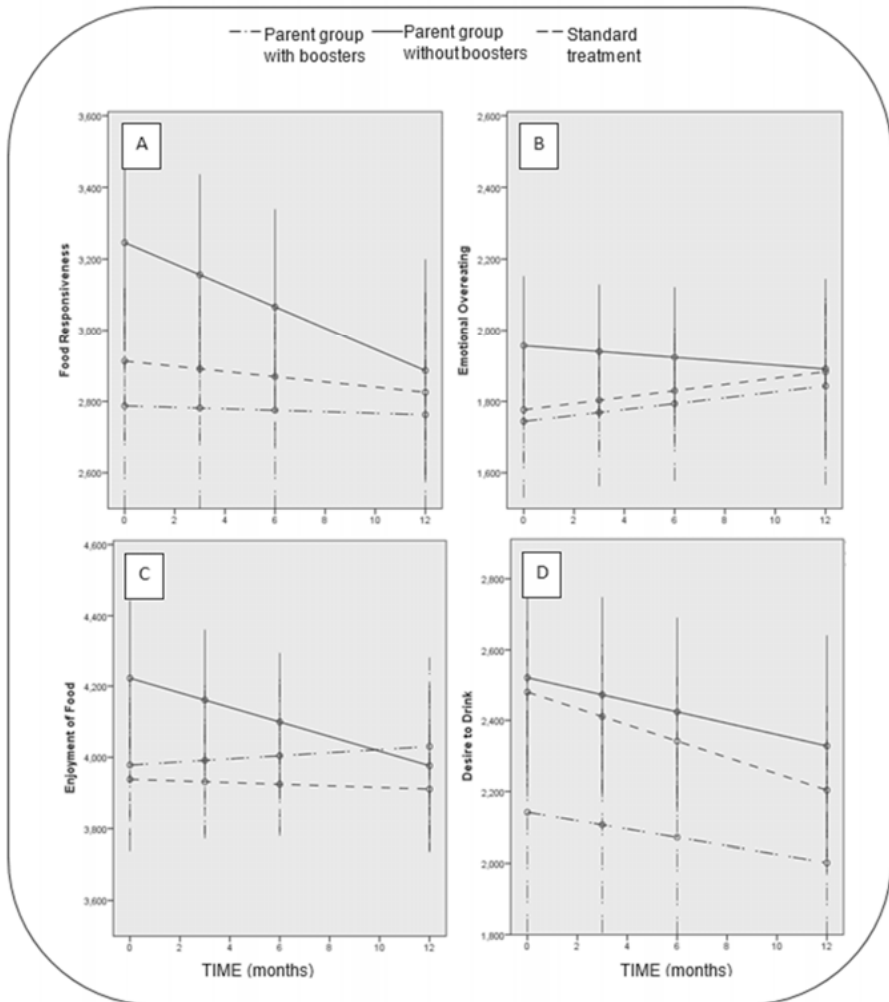 Parent group with boosters
Parent group without boosters
Standard treatment
A
3,600
3,400
3,200
3,000
2,800
2,600
Food Responsiveness
0 2 4 6 8 10 12
B
2,600
2,400
2,200
2,000
1,800
1,600
Emotional Overeating
0 2 4 6 8 10 12
C
4,600
4,400
4,200
4,000
3,800
3,600
Enjoyment of Food
0 2 4 6 8 10 12
TIME (months)
D
2,800
2,600
2,400
2,200
2,000
1,800
Desire to Drink
0 2 4 6 8 10 12
TIME (months)